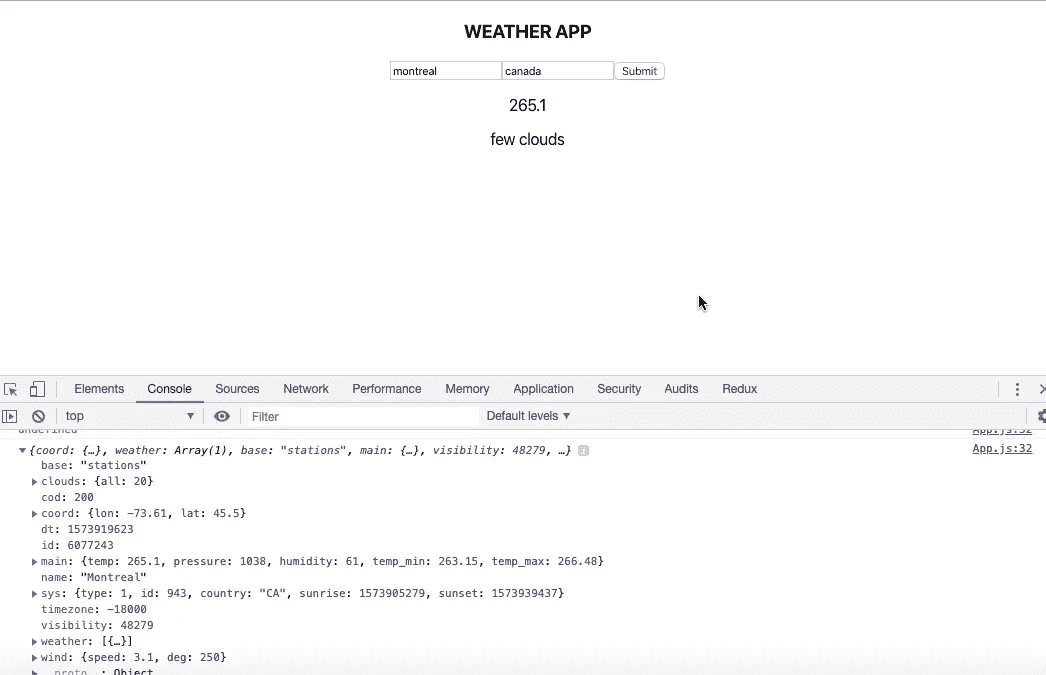 WEATHER APP
montreal canada Submit
265.1
few clouds
Elements Console Sources Network Performance Memory Application Security Audits Redux
top Filter Default levels
undefined App.js:32
{coord: {…}, weather: Array(1), base: "stations", main: {…}, visibility: 48279, …} i App.js:32
base: "stations"
clouds: {all: 20}
cod: 200
coord: {lon: -73.61, lat: 45.5}
dt: 1573919623
id: 6077243
main: {temp: 265.1, pressure: 1038, humidity: 61, temp_min: 263.15, temp_max: 266.48}
name: "Montreal"
sys: {type: 1, id: 943, country: "CA", sunrise: 1573905279, sunset: 1573939437}
timezone: -18000
visibility: 48279
weather: [{…}]
wind: {speed: 3.1, deg: 250}
__proto__: Object